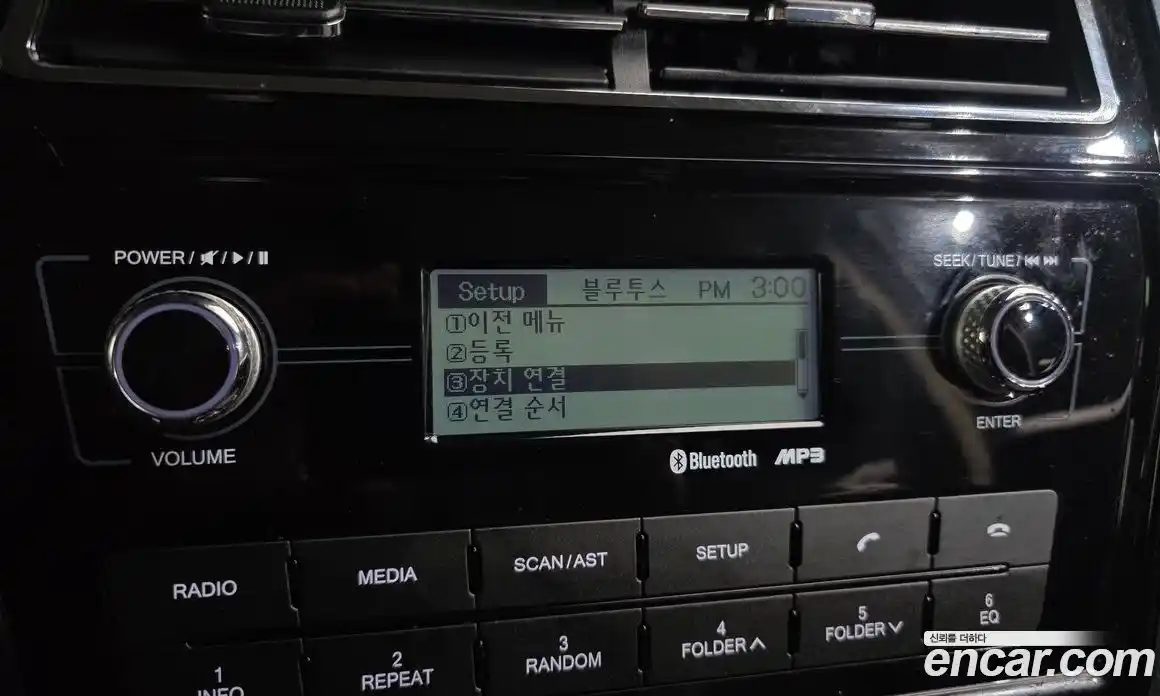 POWER /
VOLUME
Setup 블루투스 PM 3:00
①이전 메뉴
②등록
③장치 연결
④연결 순서
SEEK/TUNE/
ENTER
Bluetooth MP3
RADIO
MEDIA
SCAN/AST
SETUP
1
INFO
2
REPEAT
3
RANDOM
4
FOLDER ∧
5
FOLDER ∨
6
EQ
신뢰를 더하다
encar.com